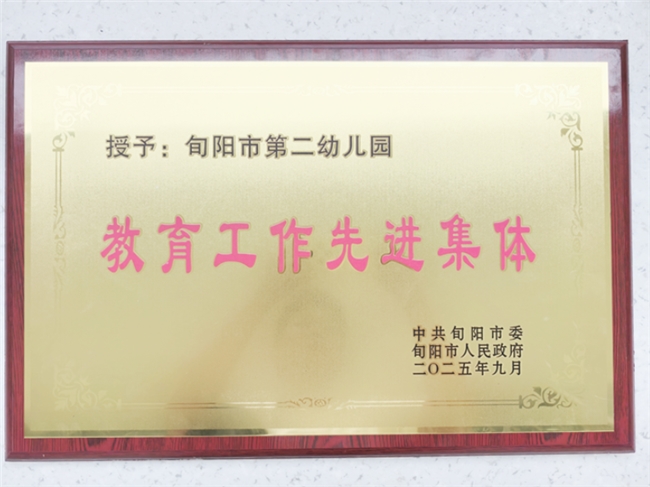 授予：旬阳市第二幼儿园
教育工作先进集体
中共旬阳市委
旬阳市人民政府
二〇二五年九月